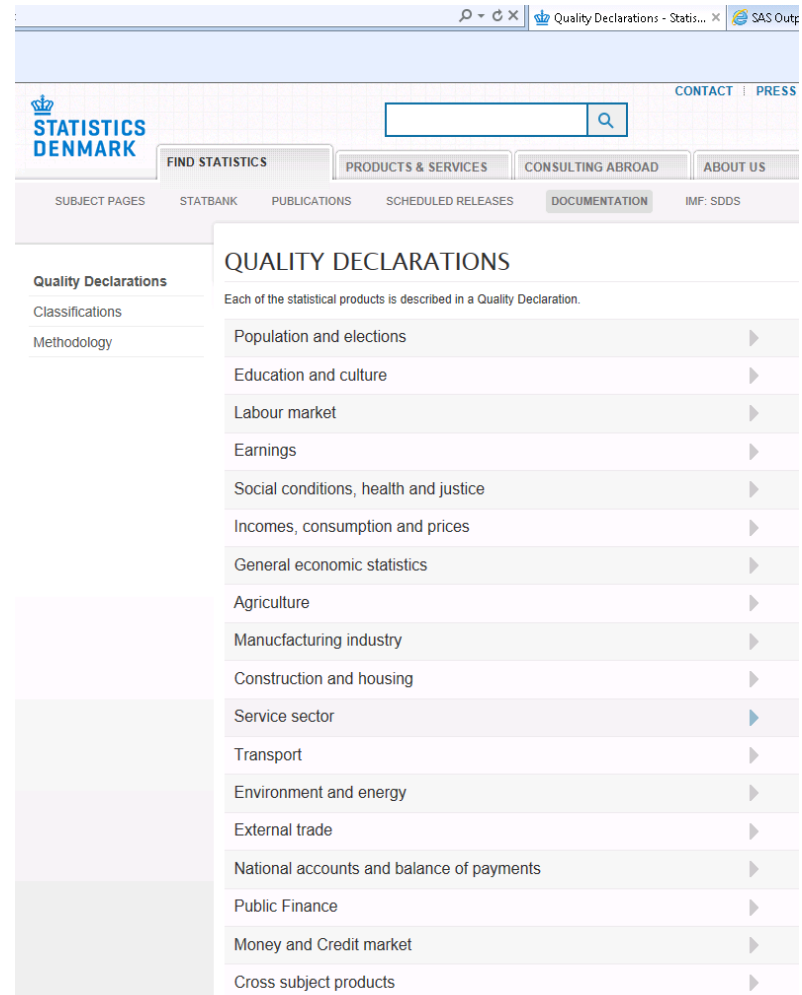 Quality Declarations - Statis...
SAS Outp
CONTACT | PRESS
STATISTICS
DENMARK
FIND STATISTICS
PRODUCTS & SERVICES
CONSULTING ABROAD
ABOUT US
SUBJECT PAGES
STATBANK
PUBLICATIONS
SCHEDULED RELEASES
DOCUMENTATION
IMF: SDDS
Quality Declarations
Classifications
Methodology
QUALITY DECLARATIONS
Each of the statistical products is described in a Quality Declaration.
Population and elections
Education and culture
Labour market
Earnings
Social conditions, health and justice
Incomes, consumption and prices
General economic statistics
Agriculture
Manucfacturing industry
Construction and housing
Service sector
Transport
Environment and energy
External trade
National accounts and balance of payments
Public Finance
Money and Credit market
Cross subject products